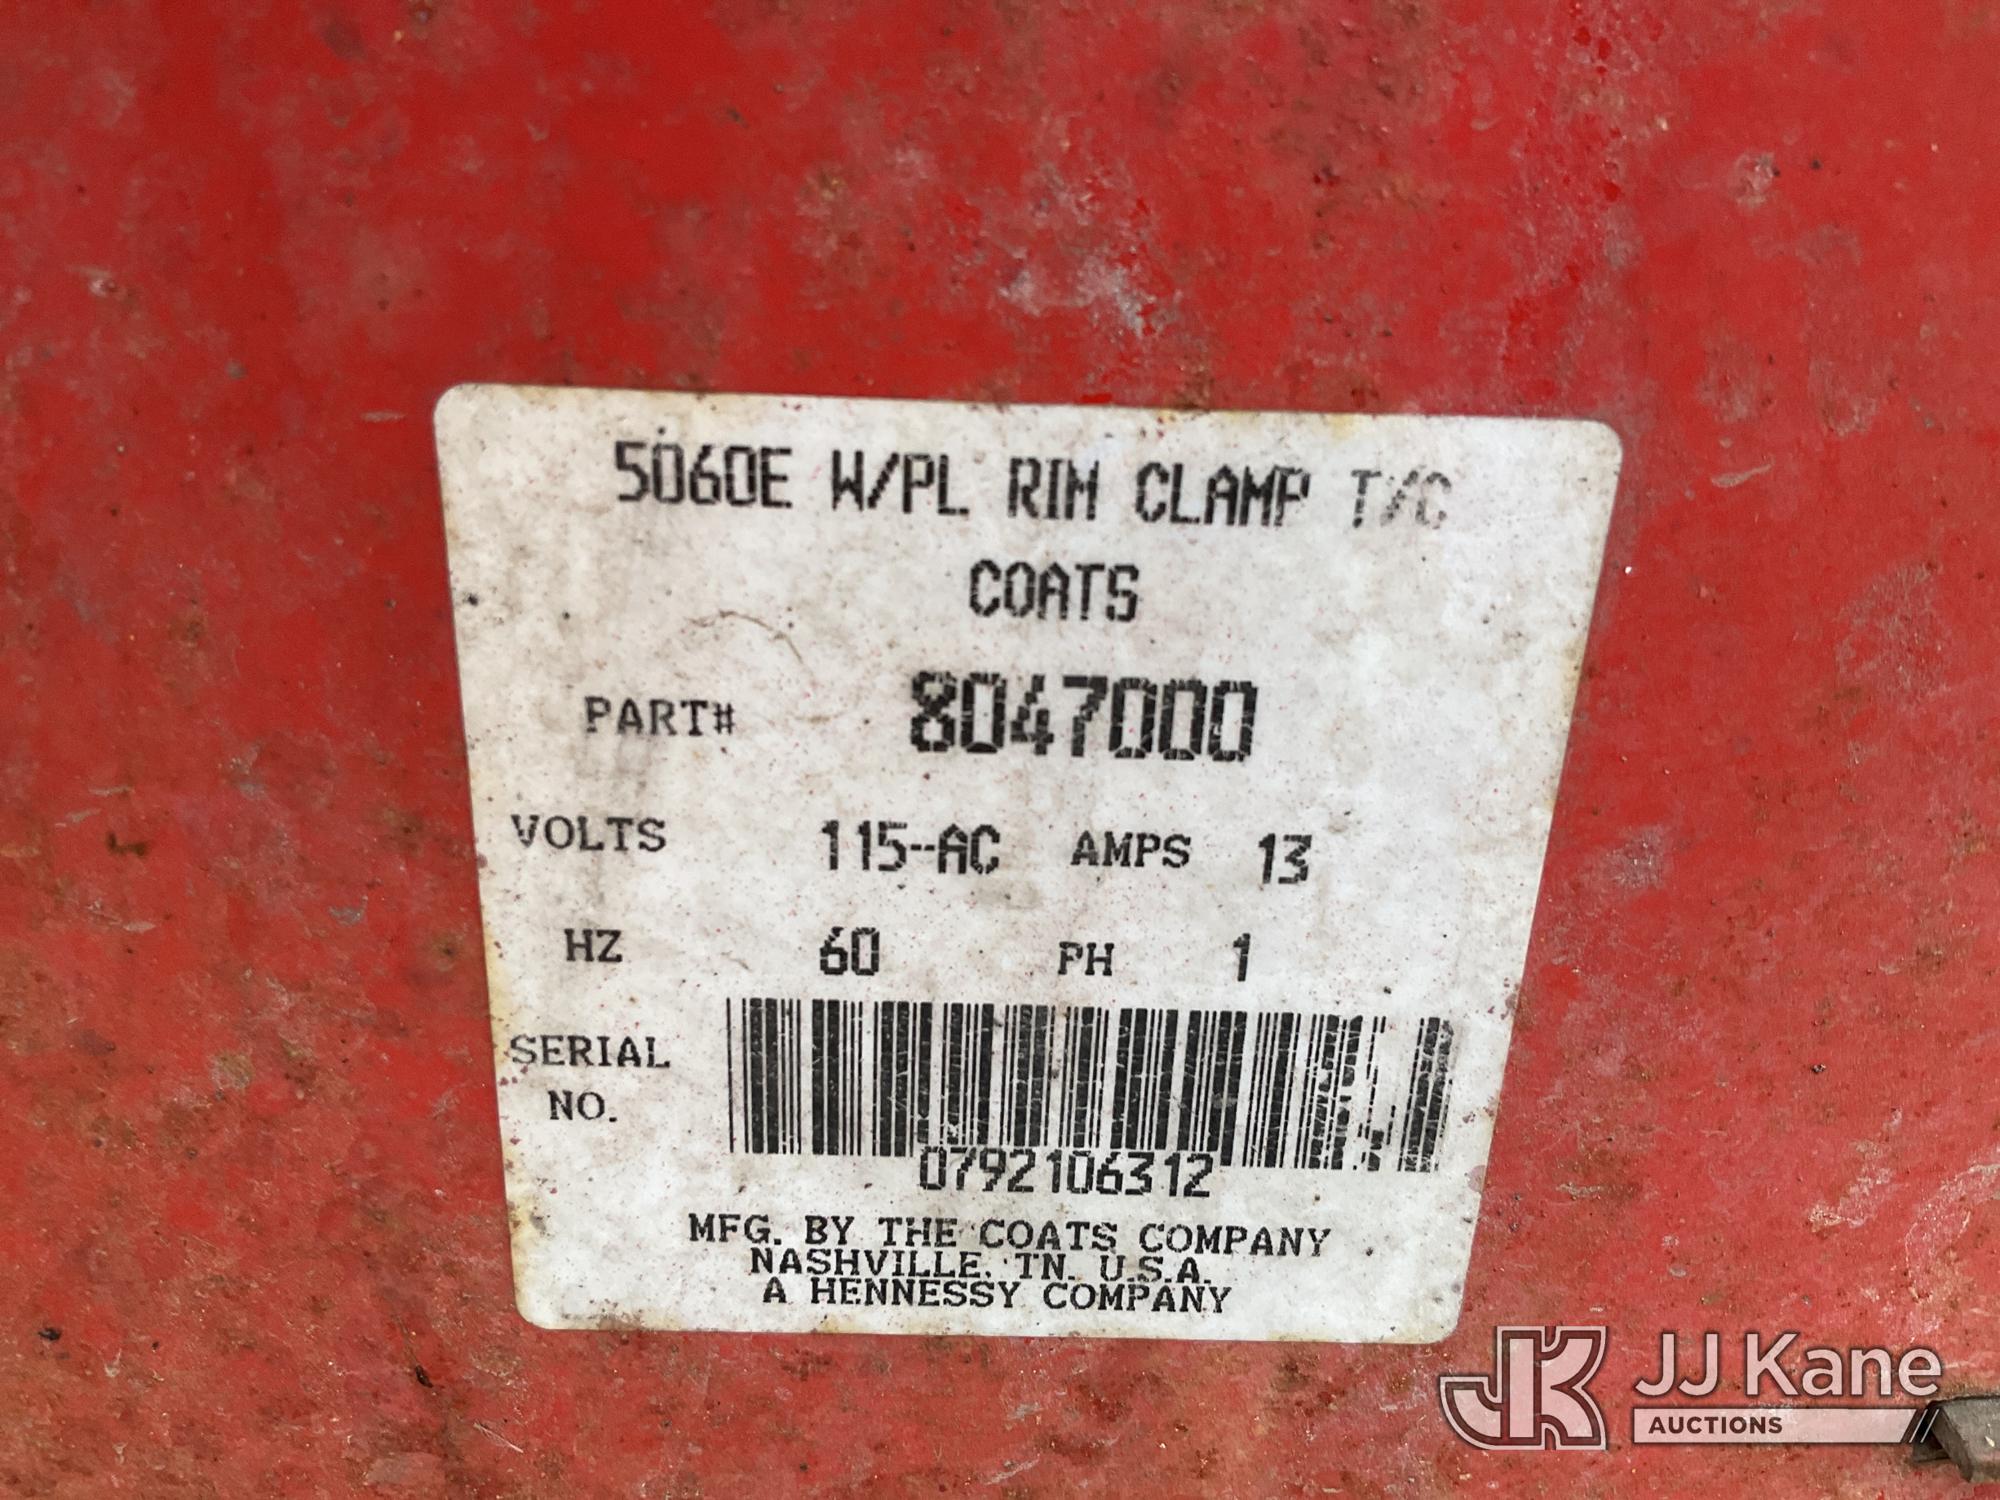 5060E W/PL RIM CLAMP T/C
COATS
PART# 8047000
VOLTS 115--AC AMPS 13
HZ 60 PH 1
SERIAL
NO.
0792106312
MFG. BY THE COATS COMPANY
NASHVILLE, TN. U.S.A.
A HENNESSY COMPANY
JK JJ Kane
AUCTIONS